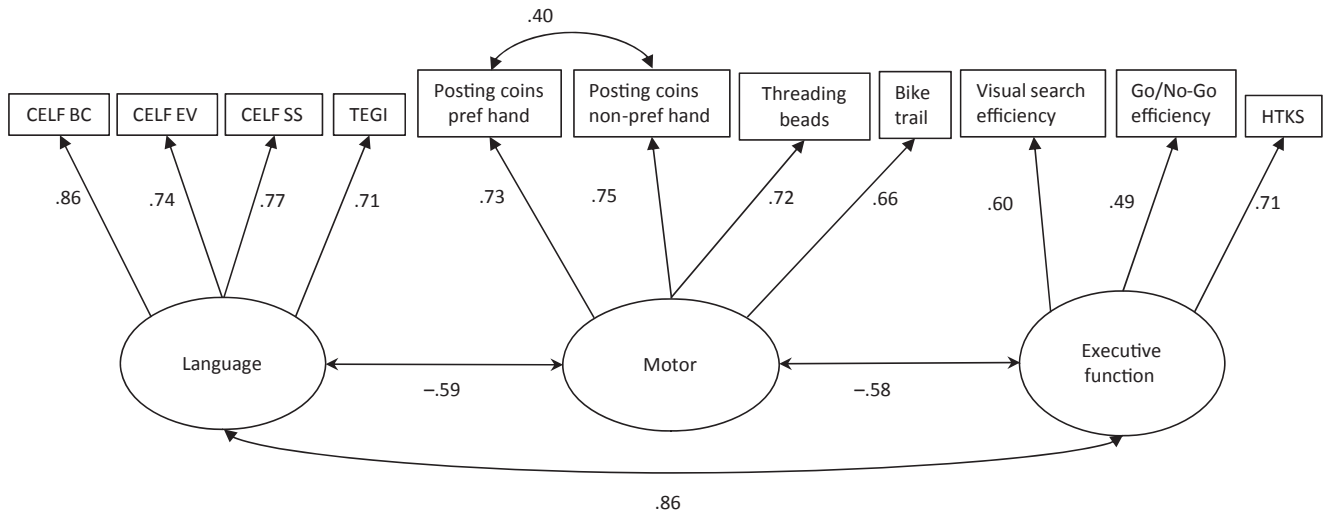 .40
CELF BC
CELF EV
CELF SS
TEGI
Posting coins
pref hand
Posting coins
non-pref hand
Threading
beads
Bike
trail
Visual search
efficiency
Go/No-Go
efficiency
HTKS
.86
.74
.77
.71
.73
.75
.72
.66
.60
.49
.71
Language
Motor
Executive
function
–.59
–.58
.86